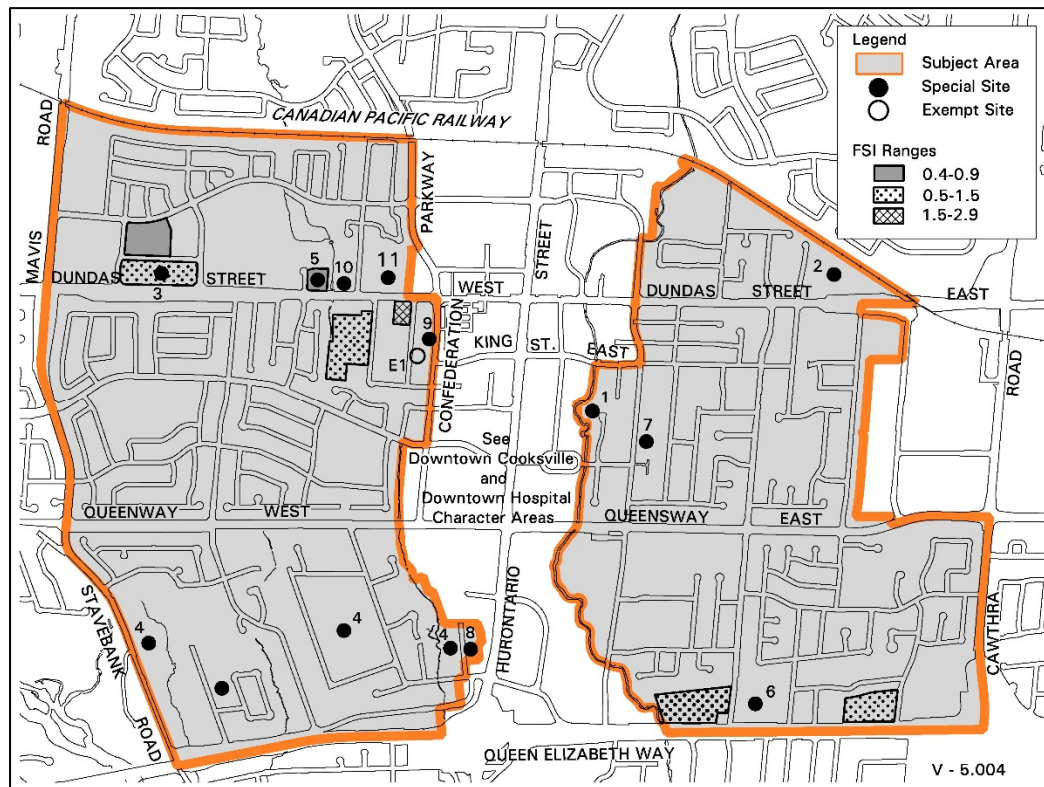 Legend
Subject Area
Special Site
Exempt Site
FSI Ranges
0.4-0.9
0.5-1.5
1.5-2.9
CANADIAN PACIFIC RAILWAY
ROAD
MAVIS
PARKWAY
CONFEDERATION
STREET
HURONTARIO
DUNDAS STREET WEST
DUNDAS STREET EAST
3
5
10
11
2
9
E1
KING ST. EAST
1
7
ROAD
CAWTHRA
See
Downtown Cooksville
and
Downtown Hospital
Character Areas
QUEENWAY WEST
QUEENSWAY EAST
STAVEBANK
ROAD
4
4
4
8
6
QUEEN ELIZABETH WAY
V - 5.004